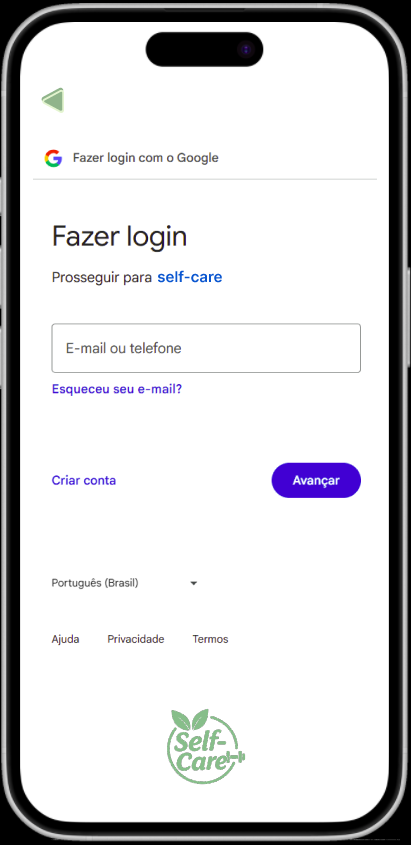 Fazer login com o Google
Fazer login
Prosseguir para self-care
E-mail ou telefone
Esqueceu seu e-mail?
Criar conta Avançar
Português (Brasil)
Ajuda Privacidade Termos
Self-
Care